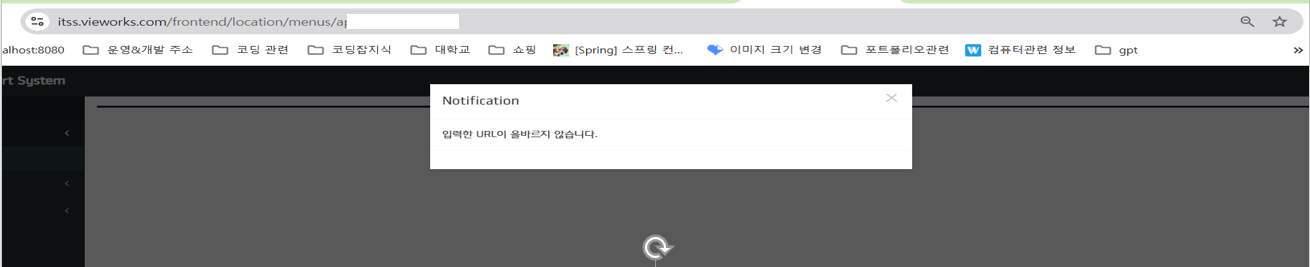 itss.vieworks.com/frontend/location/menus/a
alhost:8080 운영&개발 주소 코딩 관련 코딩잡지식 대학교 쇼핑 [Spring] 스프링 컨... 이미지 크기 변경 포트폴리오관련 W 컴퓨터관련 정보 gpt »
rt System
Notification
입력한 URL이 올바르지 않습니다.